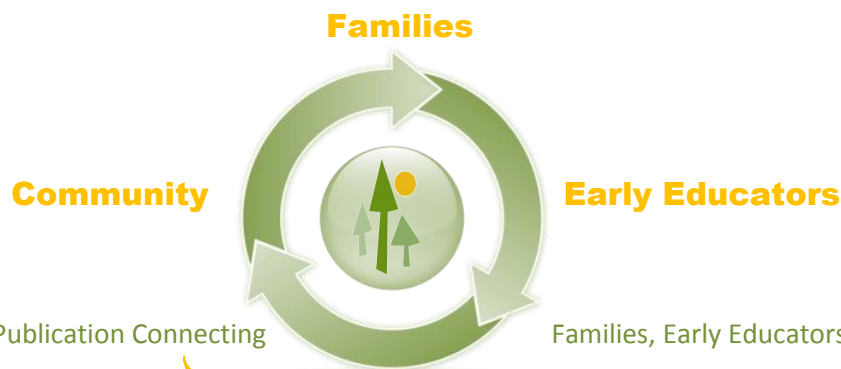 Families
Community Early Educators
Publication Connecting Families, Early Educators